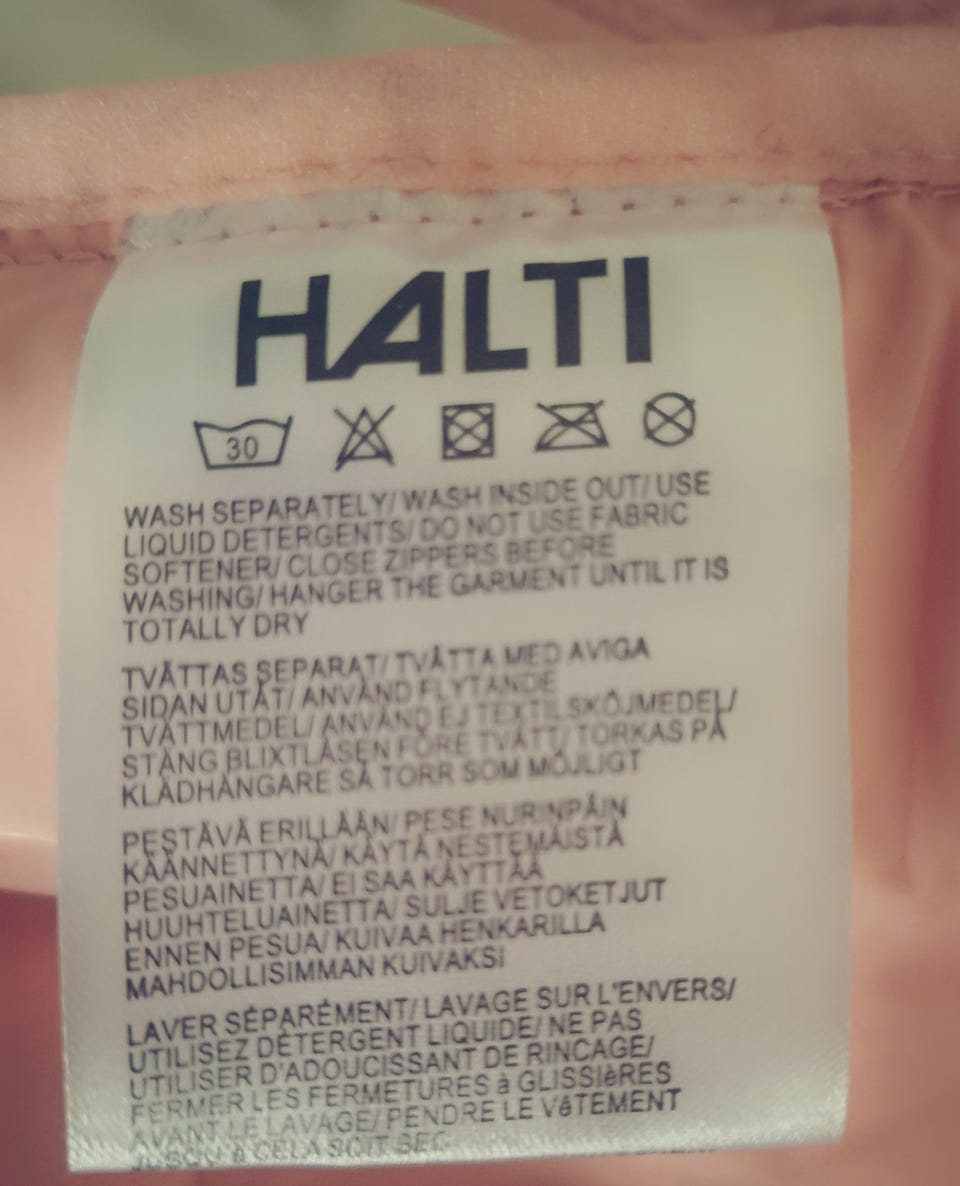 HALTI
30
WASH SEPARATELY/ WASH INSIDE OUT/ USE
LIQUID DETERGENTS/ DO NOT USE FABRIC
SOFTENER/ CLOSE ZIPPERS BEFORE
WASHING/ HANGER THE GARMENT UNTIL IT IS
TOTALLY DRY
TVÄTTAS SEPARAT/ TVÄTTA MED AVIGA
SIDAN UTÅT/ ANVÄND FLYTANDE
TVÄTTMEDEL/ ANVÄND EJ TEXTILSKÖJMEDEL/
STÄNG BLIXTLÅSEN FÖRE TVÄTT/ TORKAS PÅ
KLÄDHÄNGARE SÅ TORR SOM MÖJLIGT
PESTÄVÄ ERILLÄÄN/ PESE NURINPÄIN
KÄÄNNETTYNÄ/ KÄYTÄ NESTEMÄISTÄ
PESUAINETTA/ EI SAA KÄYTTÄÄ
HUUHTELUAINETTA/ SULJE VETOKETJUT
ENNEN PESUA/ KUIVAA HENKARILLA
MAHDOLLISIMMAN KUIVAKSI
LAVER SÉPARÉMENT/ LAVAGE SUR L'ENVERS/
UTILISEZ DÉTERGENT LIQUIDE/ NE PAS
UTILISER D'ADOUCISSANT DE RINCAGE/
FERMER LES FERMETURES à GLISSIèRES
AVANT LE LAVAGE/ PENDRE LE VêTEMENT
JUSQU'à CELA SOIT SEC